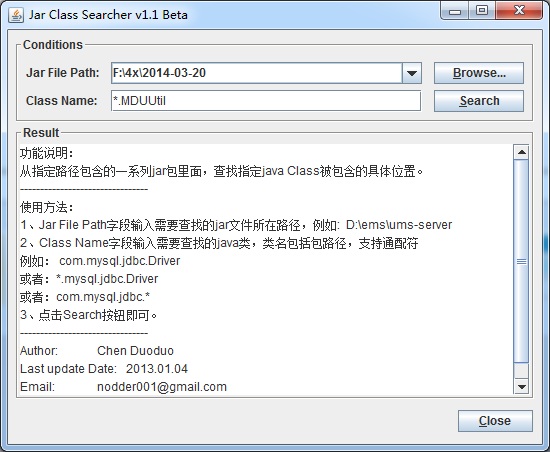 Jar Class Searcher v1.1 Beta
Conditions
Jar File Path: F:\4x\2014-03-20 Browse...
Class Name: *.MDUUtil Search
Result
功能说明：
从指定路径包含的一系列jar包里面，查找指定java Class被包含的具体位置。
--------------------------------
使用方法：
1、Jar File Path字段输入需要查找的jar文件所在路径，例如: D:\ems\ums-server
2、Class Name字段输入需要查找的java类，类名包括包路径，支持通配符
例如： com.mysql.jdbc.Driver
或者：*.mysql.jdbc.Driver
或者：com.mysql.jdbc.*
3、点击Search按钮即可。
--------------------------------
Author: Chen Duoduo
Last update Date: 2013.01.04
Email: nodder001@gmail.com
Close